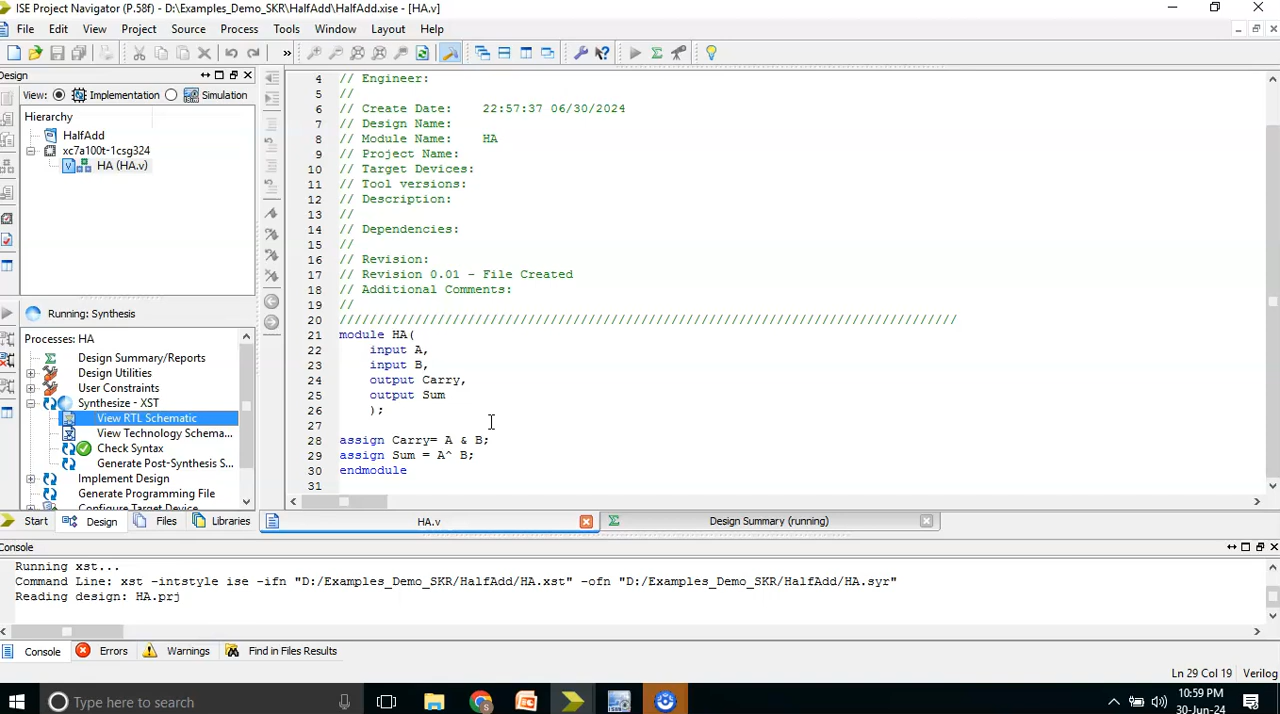 ISE Project Navigator (P.58f) - D:\Examples_Demo_SKR\HalfAdd\HalfAdd.xise - [HA.v]
File Edit View Project Source Process Tools Window Layout Help
»
Design
View: Implementation Simulation
Hierarchy
HalfAdd
xc7a100t-1csg324
HA (HA.v)
Running: Synthesis
Processes: HA
Design Summary/Reports
Design Utilities
User Constraints
Synthesize - XST
View RTL Schematic
View Technology Schema...
Check Syntax
Generate Post-Synthesis S...
Implement Design
Generate Programming File
Configure Target Device
Start Design Files Libraries
4 // Engineer:
5 //
6 // Create Date: 22:57:37 06/30/2024
7 // Design Name:
8 // Module Name: HA
9 // Project Name:
10 // Target Devices:
11 // Tool versions:
12 // Description:
13 //
14 // Dependencies:
15 //
16 // Revision:
17 // Revision 0.01 - File Created
18 // Additional Comments:
19 //
20 //////////////////////////////////////////////////////////////////////////////////
21 module HA(
22 input A,
23 input B,
24 output Carry,
25 output Sum
26 );
27
28 assign Carry= A & B;
29 assign Sum = A^ B;
30 endmodule
31
HA.v Design Summary (running)
Console
Running xst...
Command Line: xst -intstyle ise -ifn "D:/Examples_Demo_SKR/HalfAdd/HA.xst" -ofn "D:/Examples_Demo_SKR/HalfAdd/HA.syr"
Reading design: HA.prj
Console Errors Warnings Find in Files Results
Ln 29 Col 19 Verilog
Type here to search
10:59 PM
30-Jun-24